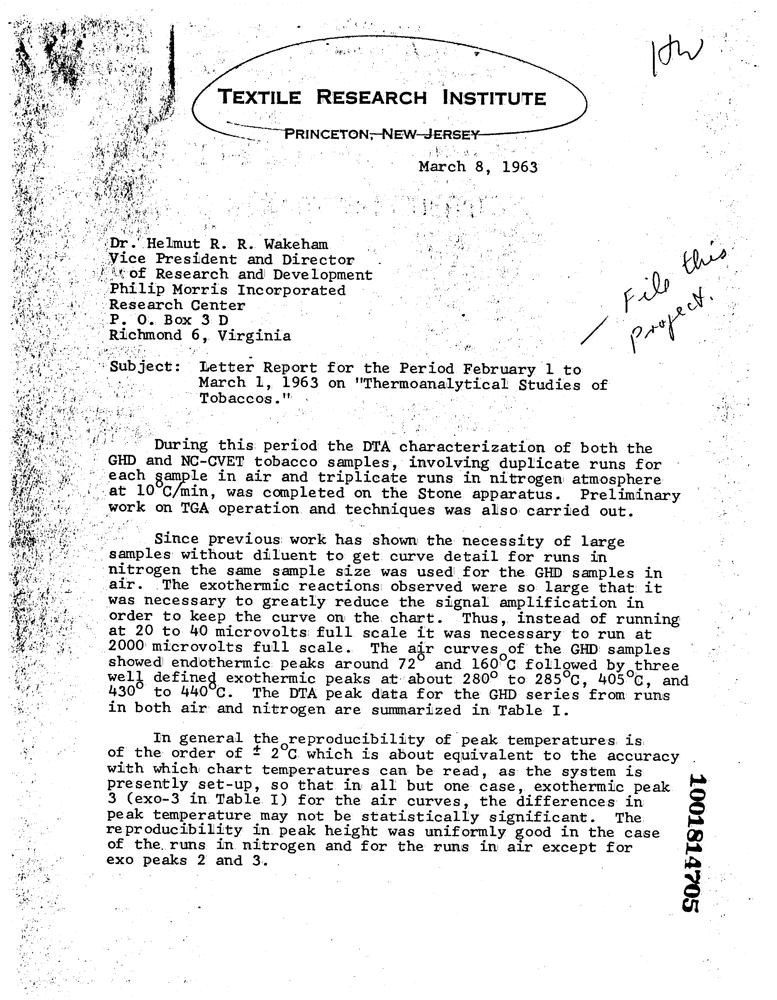 TEXTILE RESEARCH INSTITUTE
PRINCETON, NEW JERSEY
March 8, 1963
Dr. Helmut R. R. Wakeham
Vice President and Director
of Research and Development
Philip Morris Incorporated
Research Center
P. O. Box 3 D
Richmond 6, Virginia
File this
project.
Subject: Letter Report for the Period February 1 to
March 1, 1963 on "Thermoanalytical Studies of
Tobaccos."
During this period the DTA characterization of both the
GHD and NC-CVET tobacco samples, involving duplicate runs for
each sample in air and triplicate runs in nitrogen atmosphere
at 10°C/min, was completed on the Stone apparatus. Preliminary
work on TGA operation and techniques was also carried out.
Since previous work has shown the necessity of large
samples without diluent to get curve detail for runs in
nitrogen the same sample size was used for the GHD samples in
air. The exothermic reactions observed were so large that it
was necessary to greatly reduce the signal amplification in
order to keep the curve on the chart. Thus, instead of running
at 20 to 40 microvolts full scale it was necessary to run at
2000 microvolts full scale. The air curves of the GHD samples
showed endothermic peaks around 72° and 160°C followed by three
well defined exothermic peaks at about 280° to 285°C, 405°C, and
430° to 440°C. The DTA peak data for the GHD series from runs
in both air and nitrogen are summarized in Table I.
In general the reproducibility of peak temperatures is
of the order of ± 2°C which is about equivalent to the accuracy
with which chart temperatures can be read, as the system is
presently set-up, so that in all but one case, exothermic peak
3 (exo-3 in Table I) for the air curves, the differences in
peak temperature may not be statistically significant. The
reproducibility in peak height was uniformly good in the case
of the runs in nitrogen and for the runs in air except for
exo peaks 2 and 3.
1001814705